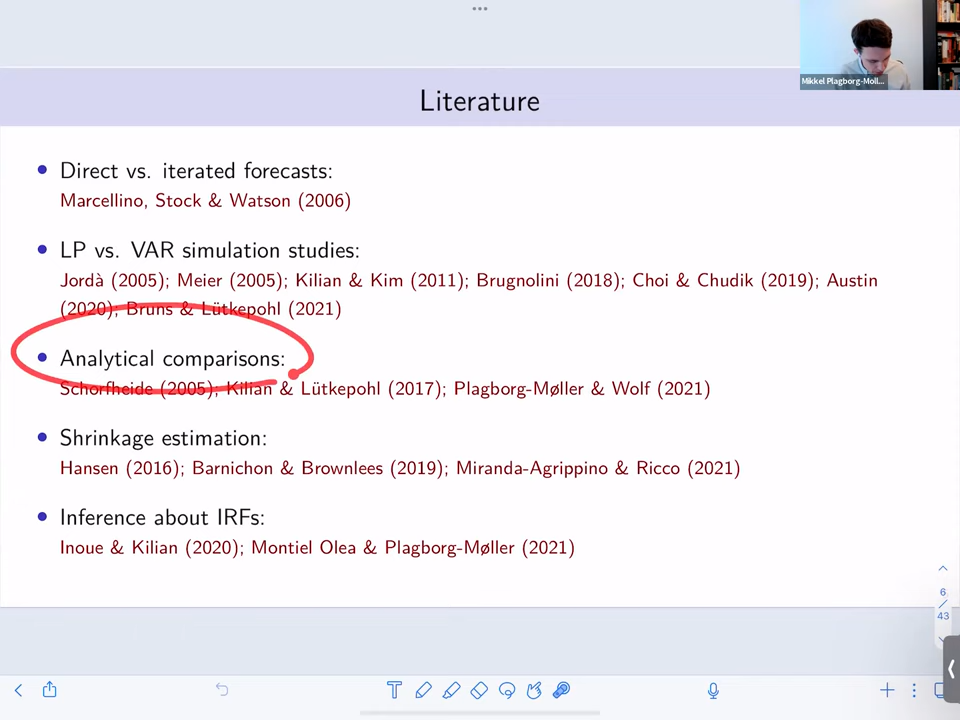 Mikkel Plagborg-Moll...
Literature
Direct vs. iterated forecasts:
Marcellino, Stock & Watson (2006)
LP vs. VAR simulation studies:
Jordà (2005); Meier (2005); Kilian & Kim (2011); Brugnolini (2018); Choi & Chudik (2019); Austin
(2020); Bruns & Lütkepohl (2021)
Analytical comparisons:
Schorfheide (2005); Kilian & Lütkepohl (2017); Plagborg-Møller & Wolf (2021)
Shrinkage estimation:
Hansen (2016); Barnichon & Brownlees (2019); Miranda-Agrippino & Ricco (2021)
Inference about IRFs:
Inoue & Kilian (2020); Montiel Olea & Plagborg-Møller (2021)
6
/
43